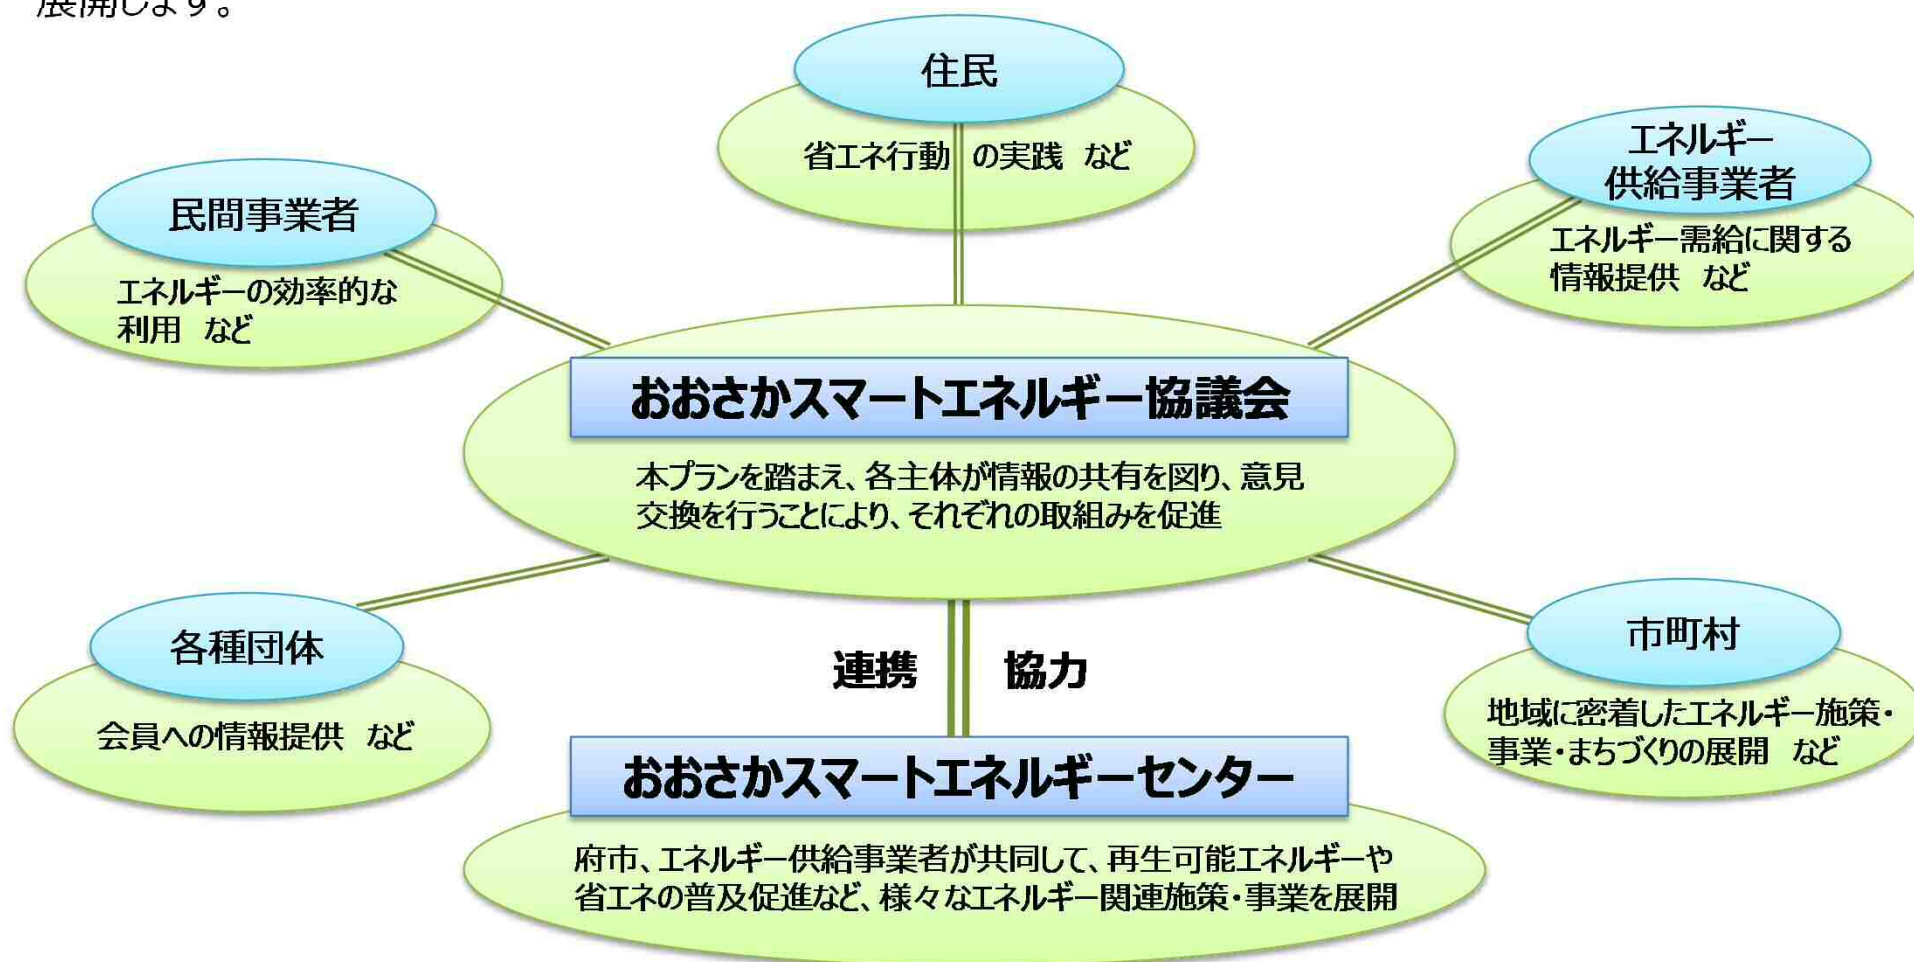 展開します。
住民
省エネ行動 の実践 など
エネルギー
供給事業者
エネルギー需給に関する
情報提供 など
民間事業者
エネルギーの効率的な
利用 など
おおさかスマートエネルギー協議会
本プランを踏まえ、各主体が情報の共有を図り、意見
交換を行うことにより、それぞれの取組みを促進
各種団体
会員への情報提供 など
連携 協力
市町村
地域に密着したエネルギー施策・
事業・まちづくりの展開 など
おおさかスマートエネルギーセンター
府市、エネルギー供給事業者が共同して、再生可能エネルギーや
省エネの普及促進など、様々なエネルギー関連施策・事業を展開